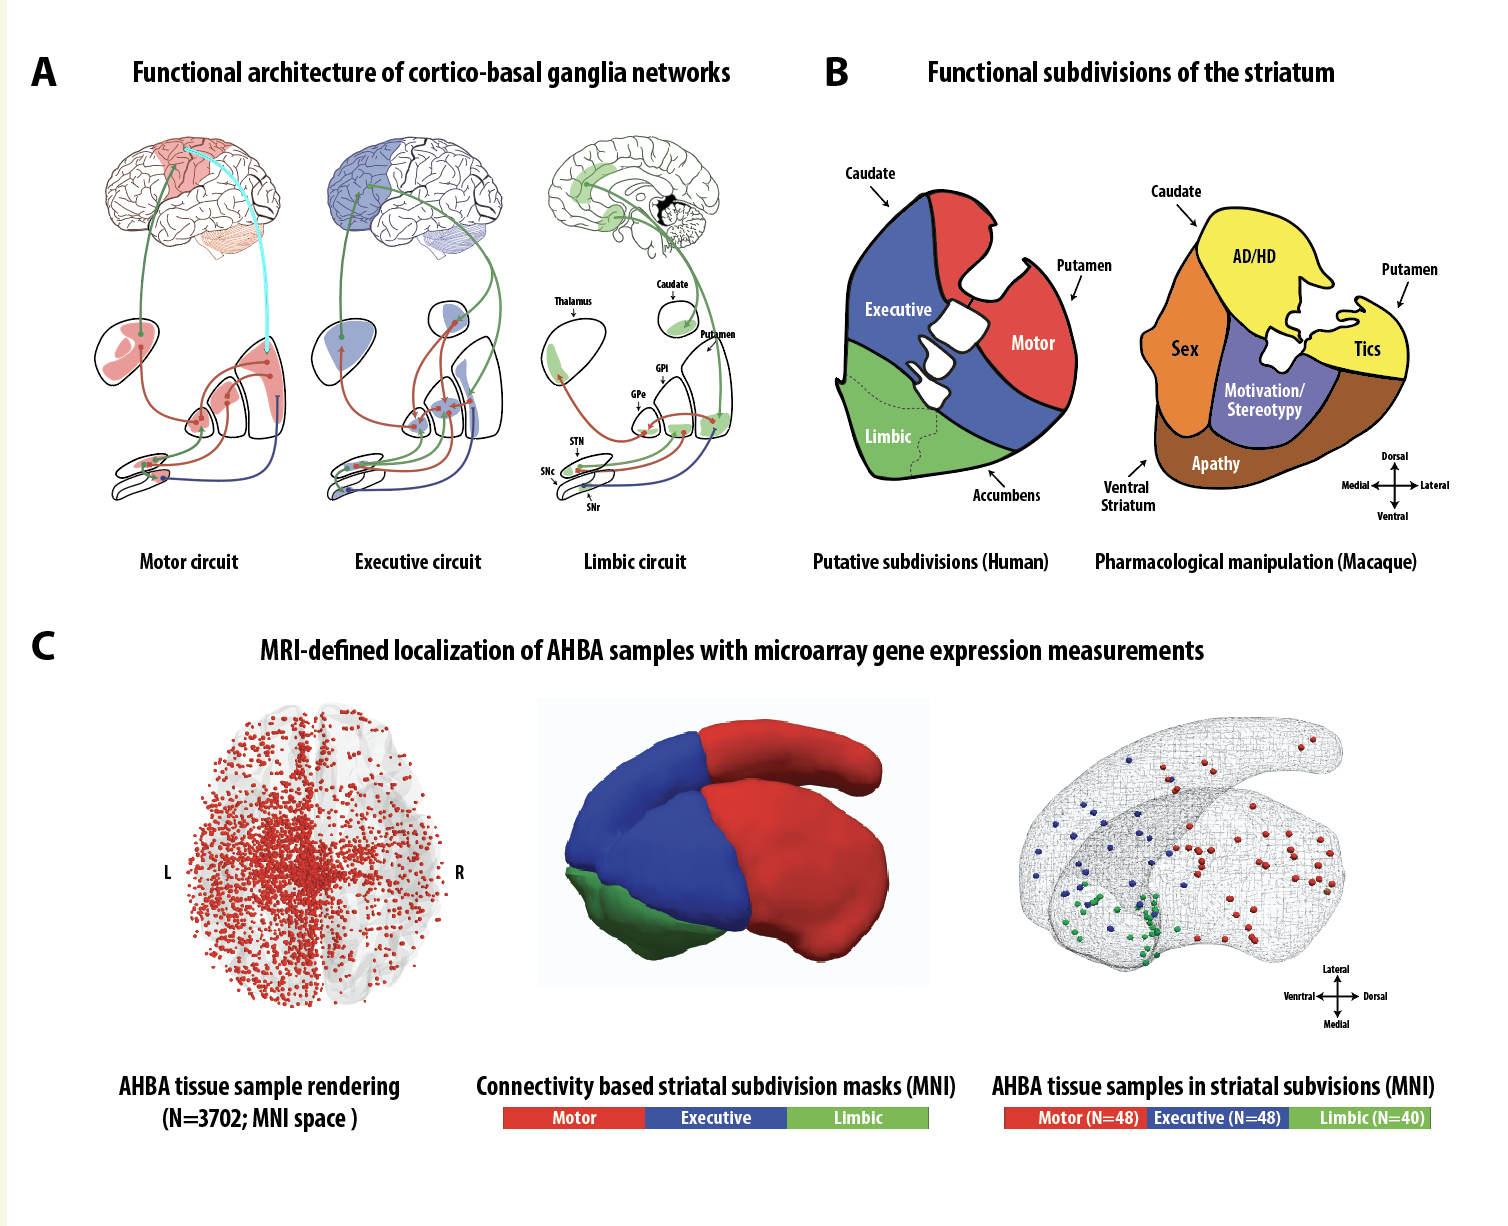 A
Functional architecture of cortico-basal ganglia networks
Thalamus
Caudate
Putamen
GPi
GPe
STN
SNc
SNr
Motor circuit
Executive circuit
Limbic circuit
B
Functional subdivisions of the striatum
Caudate
Putamen
Executive
Motor
Limbic
Accumbens
Putative subdivisions (Human)
Caudate
Putamen
AD/HD
Sex
Tics
Motivation/
Stereotypy
Apathy
Ventral
Striatum
Dorsal
Medial
Lateral
Ventral
Pharmacological manipulation (Macaque)
C
MRI-defined localization of AHBA samples with microarray gene expression measurements
L
R
AHBA tissue sample rendering
(N=3702; MNI space )
Connectivity based striatal subdivision masks (MNI)
Motor
Executive
Limbic
Lateral
Venrtral
Dorsal
Medial
AHBA tissue samples in striatal subvisions (MNI)
Motor (N=48)
Executive (N=48)
Limbic (N=40)